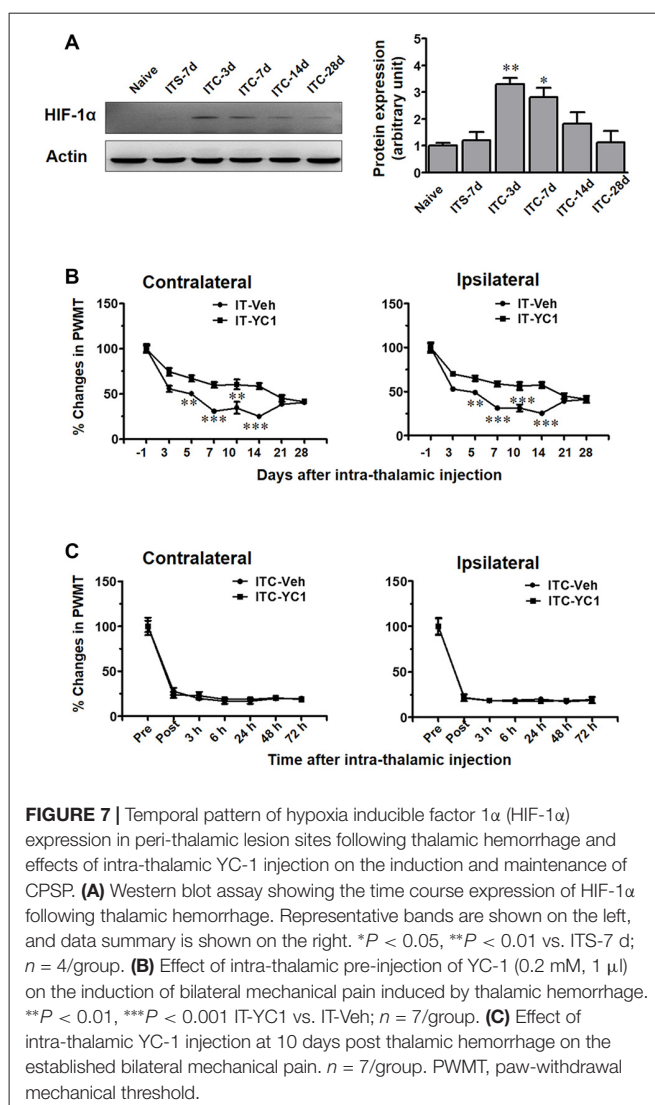 A
Naive ITS-7d ITC-3d ITC-7d ITC-14d ITC-28d
HIF-1α
Actin
Protein expression
(arbitrary unit)
5
4
3
2
1
0
** *
Naive ITS-7d ITC-3d ITC-7d ITC-14d ITC-28d
B
Contralateral
IT-Veh
IT-YC1
% Changes in PWMT
150
100
50
0
** *** ** ***
-1 3 5 7 10 14 21 28
Ipsilateral
IT-Veh
IT-YC1
150
100
50
0
** *** *** ***
-1 3 5 7 10 14 21 28
Days after intra-thalamic injection
C
Contralateral
ITC-Veh
ITC-YC1
% Changes in PWMT
150
100
50
0
Pre Post 3 h 6 h 24 h 48 h 72 h
Ipsilateral
ITC-Veh
ITC-YC1
150
100
50
0
Pre Post 3 h 6 h 24 h 48 h 72 h
Time after intra-thalamic injection
FIGURE 7 | Temporal pattern of hypoxia inducible factor 1α (HIF-1α)
expression in peri-thalamic lesion sites following thalamic hemorrhage and
effects of intra-thalamic YC-1 injection on the induction and maintenance of
CPSP. (A) Western blot assay showing the time course expression of HIF-1α
following thalamic hemorrhage. Representative bands are shown on the left,
and data summary is shown on the right. *P < 0.05, **P < 0.01 vs. ITS-7 d;
n = 4/group. (B) Effect of intra-thalamic pre-injection of YC-1 (0.2 mM, 1 μl)
on the induction of bilateral mechanical pain induced by thalamic hemorrhage.
**P < 0.01, ***P < 0.001 IT-YC1 vs. IT-Veh; n = 7/group. (C) Effect of
intra-thalamic YC-1 injection at 10 days post thalamic hemorrhage on the
established bilateral mechanical pain. n = 7/group. PWMT, paw-withdrawal
mechanical threshold.